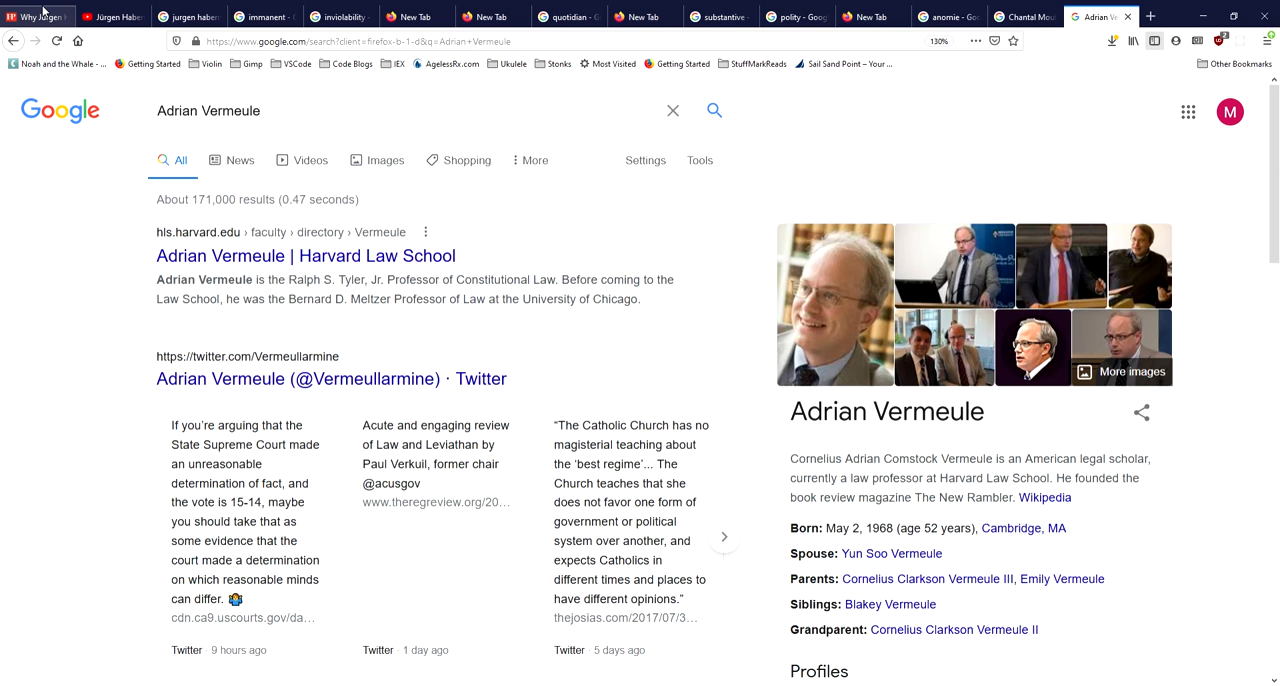 Why Jürgen H
Jürgen Haber
jurgen haber
immanent - G
inviolability -
New Tab
New Tab
quotidian - G
New Tab
substantive -
polity - Goog
New Tab
anomie - Goo
Chantal Mou
Adrian Ve
https://www.google.com/search?client=firefox-b-1-d&q=Adrian+Vermeule
130%
2
Noah and the Whale - ...
Getting Started
Violin
Gimp
VSCode
Code Blogs
IEX
AgelessRx.com
Ukulele
Stonks
Most Visited
Getting Started
StuffMarkReads
Sail Sand Point – Your ...
Other Bookmarks
Google
Adrian Vermeule
M
All
News
Videos
Images
Shopping
More
Settings
Tools
About 171,000 results (0.47 seconds)
hls.harvard.edu › faculty › directory › Vermeule
Adrian Vermeule | Harvard Law School
Adrian Vermeule is the Ralph S. Tyler, Jr. Professor of Constitutional Law. Before coming to the
Law School, he was the Bernard D. Meltzer Professor of Law at the University of Chicago.
https://twitter.com/Vermeullarmine
Adrian Vermeule (@Vermeullarmine) · Twitter
If you're arguing that the
State Supreme Court made
an unreasonable
determination of fact, and
the vote is 15-14, maybe
you should take that as
some evidence that the
court made a determination
on which reasonable minds
can differ. 🤷
cdn.ca9.uscourts.gov/da...
Twitter · 9 hours ago
Acute and engaging review
of Law and Leviathan by
Paul Verkuil, former chair
@acusgov
www.theregreview.org/20...
Twitter · 1 day ago
“The Catholic Church has no
magisterial teaching about
the ‘best regime’... The
Church teaches that she
does not favor one form of
government or political
system over another, and
expects Catholics in
different times and places to
have different opinions.”
thejosias.com/2017/07/3...
Twitter · 5 days ago
More images
Adrian Vermeule
Cornelius Adrian Comstock Vermeule is an American legal scholar,
currently a law professor at Harvard Law School. He founded the
book review magazine The New Rambler. Wikipedia
Born: May 2, 1968 (age 52 years), Cambridge, MA
Spouse: Yun Soo Vermeule
Parents: Cornelius Clarkson Vermeule III, Emily Vermeule
Siblings: Blakey Vermeule
Grandparent: Cornelius Clarkson Vermeule II
Profiles